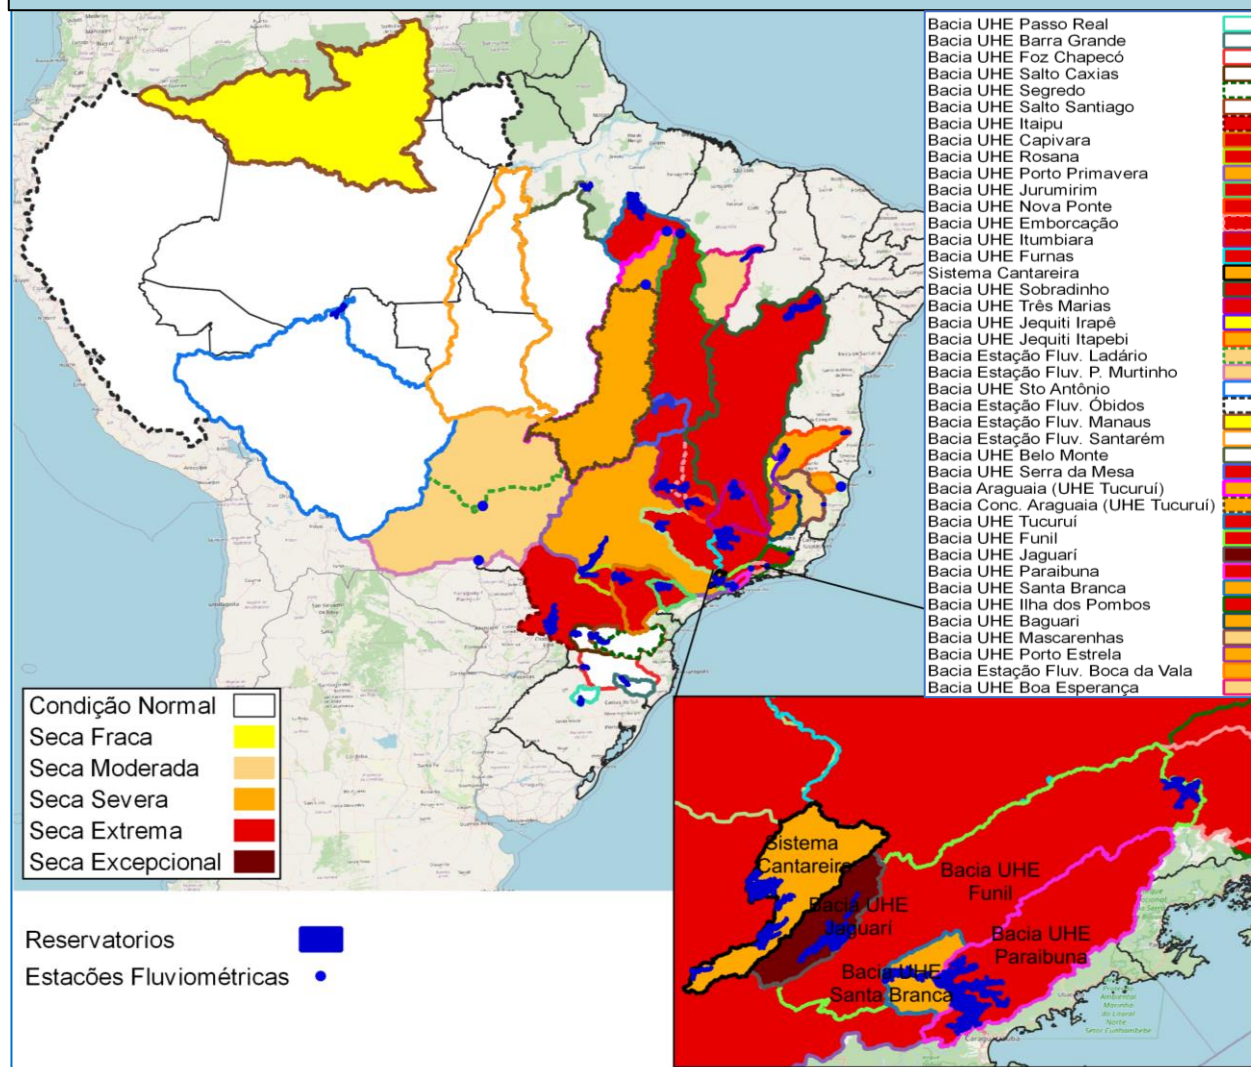 Bacia UHE Passo Real
Bacia UHE Barra Grande
Bacia UHE Foz Chapecó
Bacia UHE Salto Caxias
Bacia UHE Segredo
Bacia UHE Salto Santiago
Bacia UHE Itaipu
Bacia UHE Capivara
Bacia UHE Rosana
Bacia UHE Porto Primavera
Bacia UHE Jurumirim
Bacia UHE Nova Ponte
Bacia UHE Emborcação
Bacia UHE Itumbiara
Bacia UHE Furnas
Sistema Cantareira
Bacia UHE Sobradinho
Bacia UHE Três Marias
Bacia UHE Jequiti Irapê
Bacia UHE Jequiti Itapebi
Bacia Estação Fluv. Ladário
Bacia Estação Fluv. P. Murtinho
Bacia UHE Sto Antônio
Bacia Estação Fluv. Óbidos
Bacia Estação Fluv. Manaus
Bacia Estação Fluv. Santarém
Bacia UHE Belo Monte
Bacia UHE Serra da Mesa
Bacia Araguaia (UHE Tucuruí)
Bacia Conc. Araguaia (UHE Tucuruí)
Bacia UHE Tucuruí
Bacia UHE Funil
Bacia UHE Jaguarí
Bacia UHE Paraibuna
Bacia UHE Santa Branca
Bacia UHE Ilha dos Pombos
Bacia UHE Baguari
Bacia UHE Mascarenhas
Bacia UHE Porto Estrela
Bacia Estação Fluv. Boca da Vala
Bacia UHE Boa Esperança
Condição Normal
Seca Fraca
Seca Moderada
Seca Severa
Seca Extrema
Seca Excepcional
Reservatorios
Estacões Fluviométricas
Sistema
Cantareira
Bacia UHE
Jaguarí
Bacia UHE
Funil
Bacia UHE
Paraibuna
Bacia UHE
Santa Branca